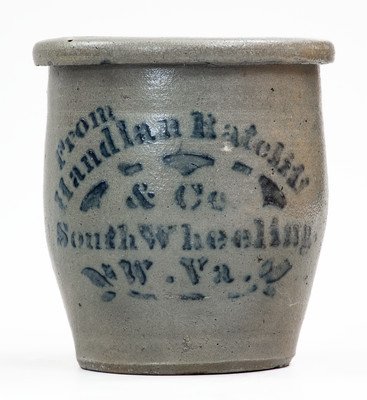 From
Handlan Ratcliff
& Co
South Wheeling.
W. Va.